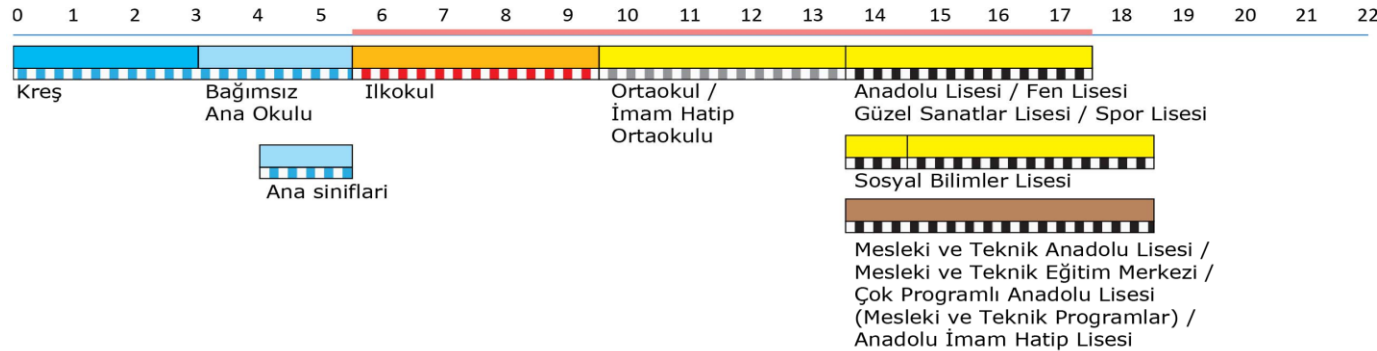 0 1 2 3 4 5 6 7 8 9 10 11 12 13 14 15 16 17 18 19 20 21 22
Kreş
Bağımsız
Ana Okulu
Ilkokul
Ortaokul /
İmam Hatip
Ortaokulu
Anadolu Lisesi / Fen Lisesi
Güzel Sanatlar Lisesi / Spor Lisesi
Ana siniflari
Sosyal Bilimler Lisesi
Mesleki ve Teknik Anadolu Lisesi /
Mesleki ve Teknik Eğitim Merkezi /
Çok Programlı Anadolu Lisesi
(Mesleki ve Teknik Programlar) /
Anadolu İmam Hatip Lisesi